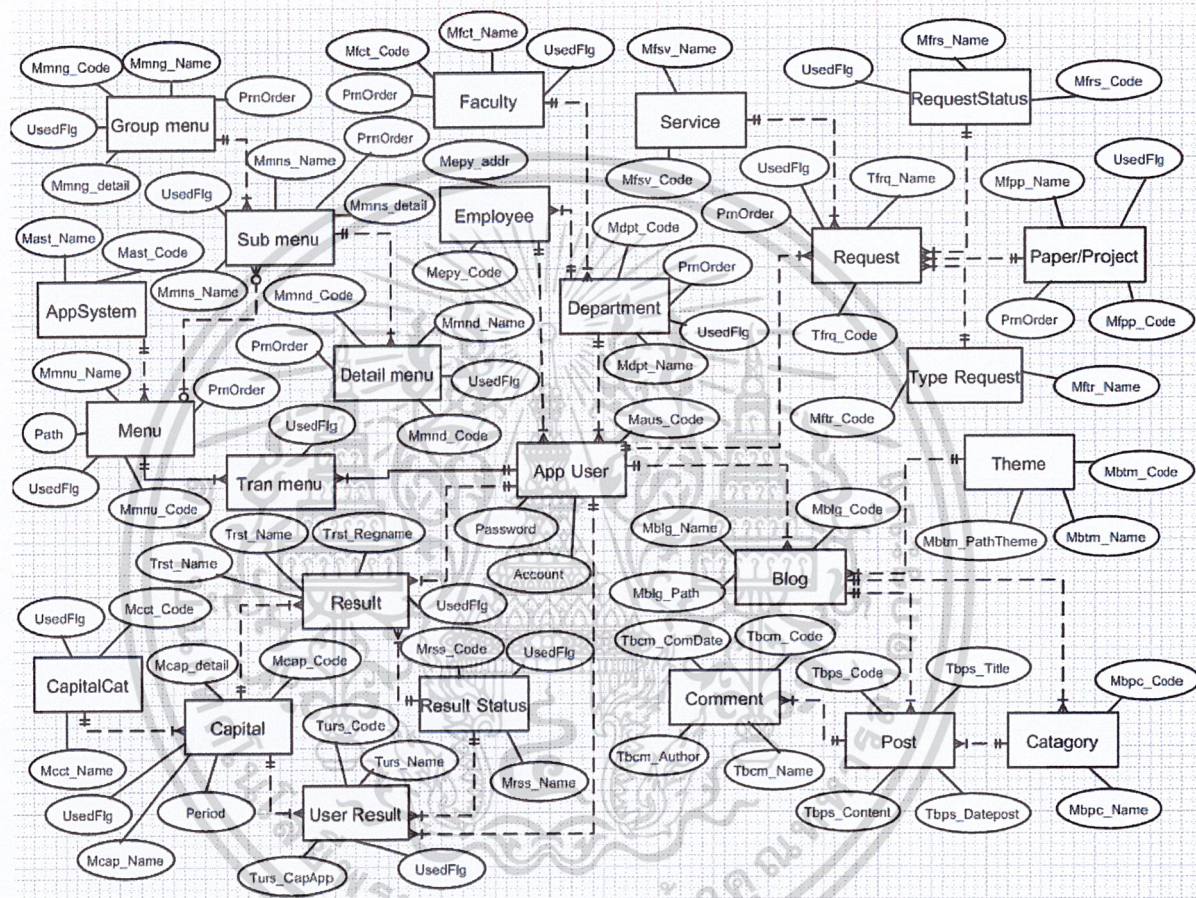 Mfct_Name
Mfct_Code
UsedFlg
Mfsv_Name
Mfrs_Name
Mmng_Code
Mmng_Name
UsedFlg
PrnOrder
PrnOrder
Faculty
RequestStatus
Mfrs_Code
Group menu
UsedFlg
Service
PrnOrder
Mmns_Name
Mepy_addr
UsedFlg
Tfrq_Name
UsedFlg
Mmng_detail
UsedFlg
Mmns_detail
Mfsv_Code
Mfpp_Name
Employee
PrnOrder
Mast_Name
Sub menu
Mdpt_Code
Request
Paper/Project
Mast_Code
Mepy_Code
PrnOrder
Mmns_Name
Mmnd_Code
Department
AppSystem
Mmnd_Name
UsedFlg
Tfrq_Code
PrnOrder
Mfpp_Code
PrnOrder
Mdpt_Name
Mmnu_Name
Detail menu
UsedFlg
Type Request
Mftr_Name
PrnOrder
Menu
Maus_Code
Mftr_Code
Path
UsedFlg
Mmnd_Code
UsedFlg
Tran menu
App User
Theme
Mbtm_Code
Mmnu_Code
Password
Mblg_Name
Mblg_Code
Trst_Name
Trst_Regname
Mbtm_PathTheme
Mbtm_Name
Trst_Name
Account
Blog
Result
UsedFlg
Mblg_Path
UsedFlg
Mcct_Code
Mrss_Code
UsedFlg
Tbcm_ComDate
Tbcm_Code
Mcap_detail
Mcap_Code
Tbps_Code
Tbps_Title
CapitalCat
Comment
Mbpc_Code
Capital
Turs_Code
Result Status
Post
Catagory
Mcct_Name
Turs_Name
Tbcm_Author
Tbcm_Name
UsedFlg
Period
Mrss_Name
User Result
Tbps_Content
Tbps_Datepost
Mbpc_Name
Mcap_Name
Turs_CapApp
UsedFlg